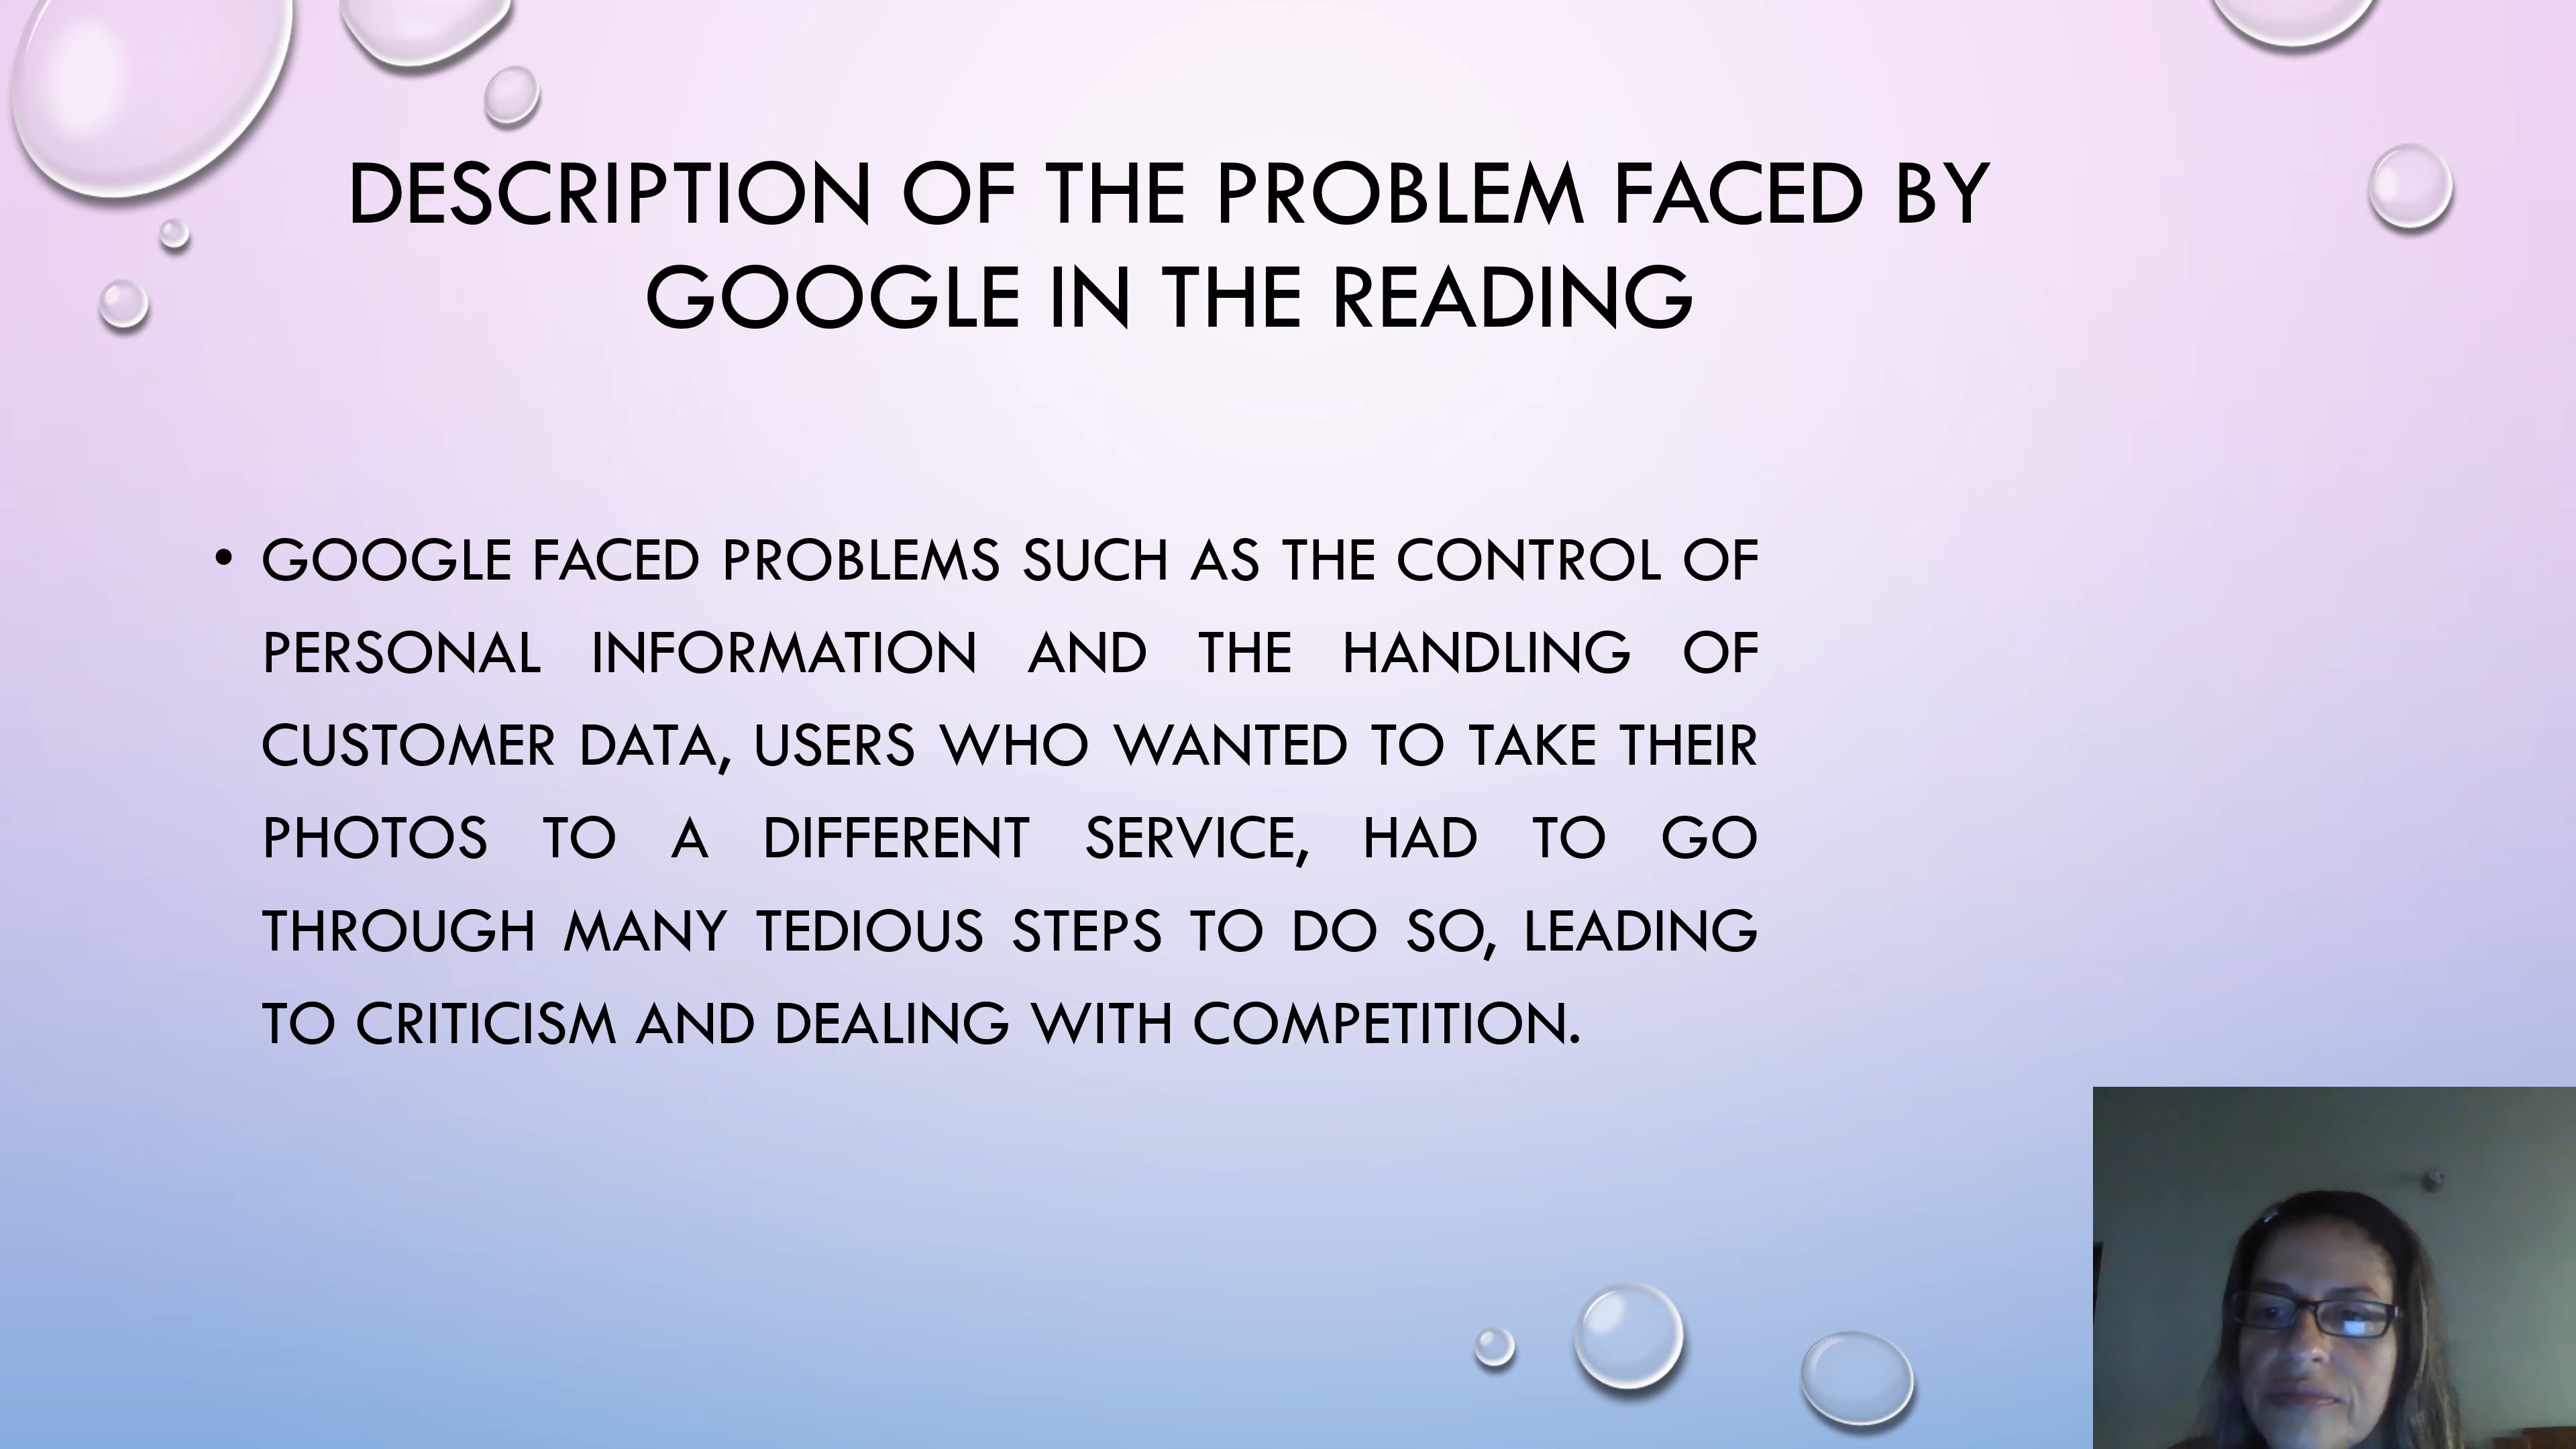 DESCRIPTION OF THE PROBLEM FACED BY
GOOGLE IN THE READING
• GOOGLE FACED PROBLEMS SUCH AS THE CONTROL OF
PERSONAL INFORMATION AND THE HANDLING OF
CUSTOMER DATA, USERS WHO WANTED TO TAKE THEIR
PHOTOS TO A DIFFERENT SERVICE, HAD TO GO
THROUGH MANY TEDIOUS STEPS TO DO SO, LEADING
TO CRITICISM AND DEALING WITH COMPETITION.